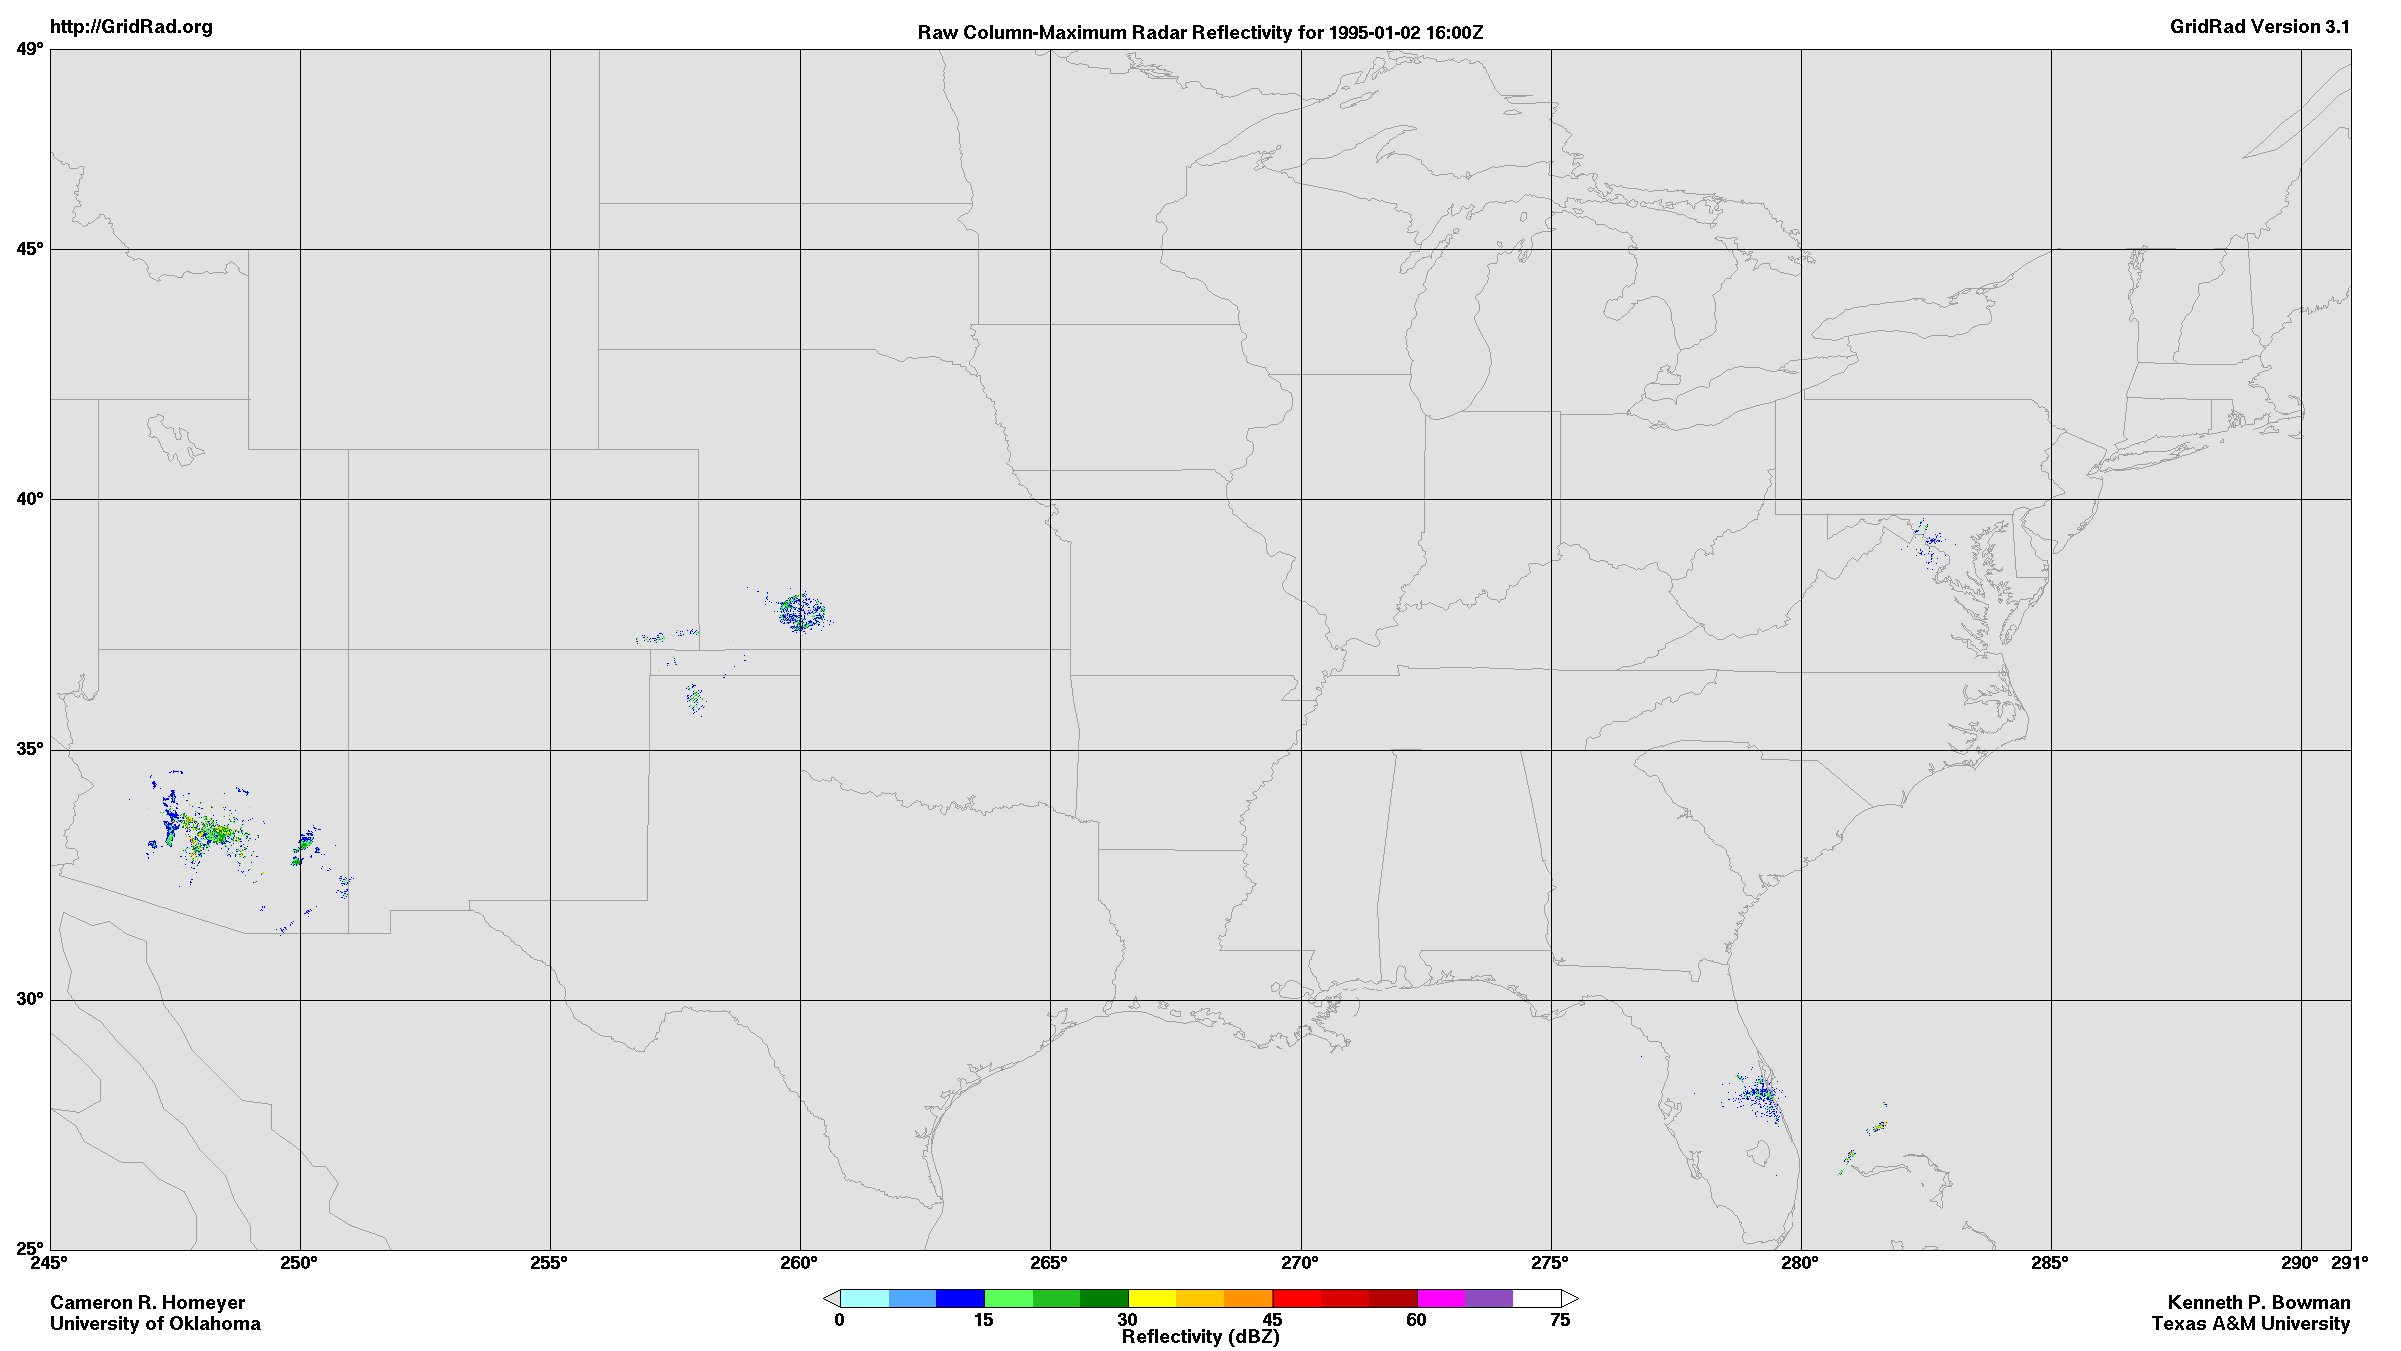 http://GridRad.org
Raw Column-Maximum Radar Reflectivity for 1995-01-02 16:00Z
GridRad Version 3.1
49°
45°
40°
35°
30°
25°
245° 250° 255° 260° 265° 270° 275° 280° 285° 290° 291°
0 15 30 45 60 75
Reflectivity (dBZ)
Cameron R. Homeyer
University of Oklahoma
Kenneth P. Bowman
Texas A&M University